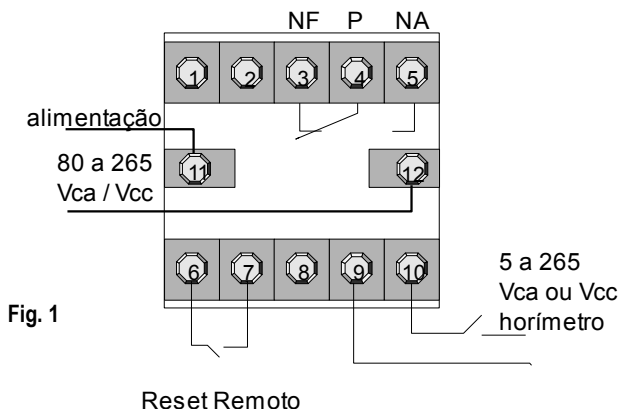 NF P NA
1 2 3 4 5
alimentação
11
80 a 265
Vca / Vcc
12
6 7 8 9 10
5 a 265
Vca ou Vcc
horímetro
Fig. 1
Reset Remoto